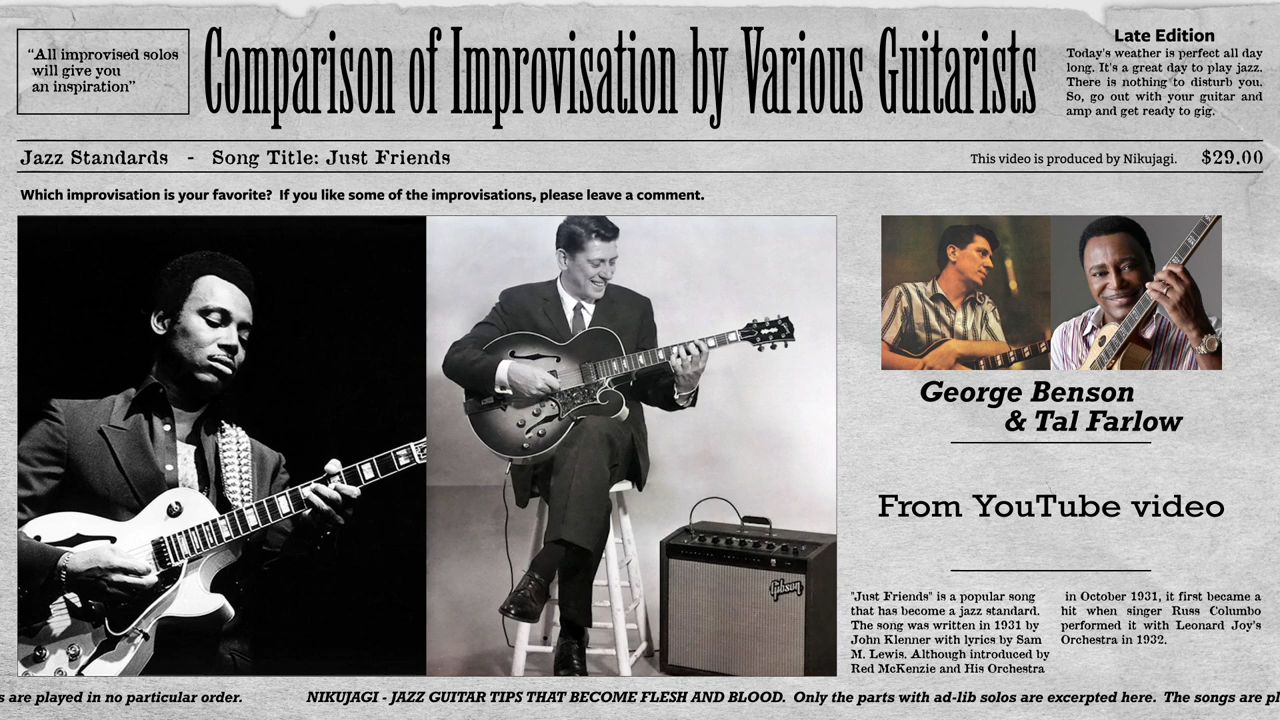 “All improvised solos
will give you
an inspiration”
Comparison of Improvisation by Various Guitarists
Late Edition
Today's weather is perfect all day
long. It's a great day to play jazz.
There is nothing to disturb you.
So, go out with your guitar and
amp and get ready to gig.
Jazz Standards - Song Title: Just Friends
This video is produced by Nikujagi. $29.00
Which improvisation is your favorite? If you like some of the improvisations, please leave a comment.
George Benson
& Tal Farlow
From YouTube video
Gibson
"Just Friends" is a popular song
that has become a jazz standard.
The song was written in 1931 by
John Klenner with lyrics by Sam
M. Lewis. Although introduced by
Red McKenzie and His Orchestra
in October 1931, it first became a
hit when singer Russ Columbo
performed it with Leonard Joy's
Orchestra in 1932.
s are played in no particular order. NIKUJAGI - JAZZ GUITAR TIPS THAT BECOME FLESH AND BLOOD. Only the parts with ad-lib solos are excerpted here. The songs are pl